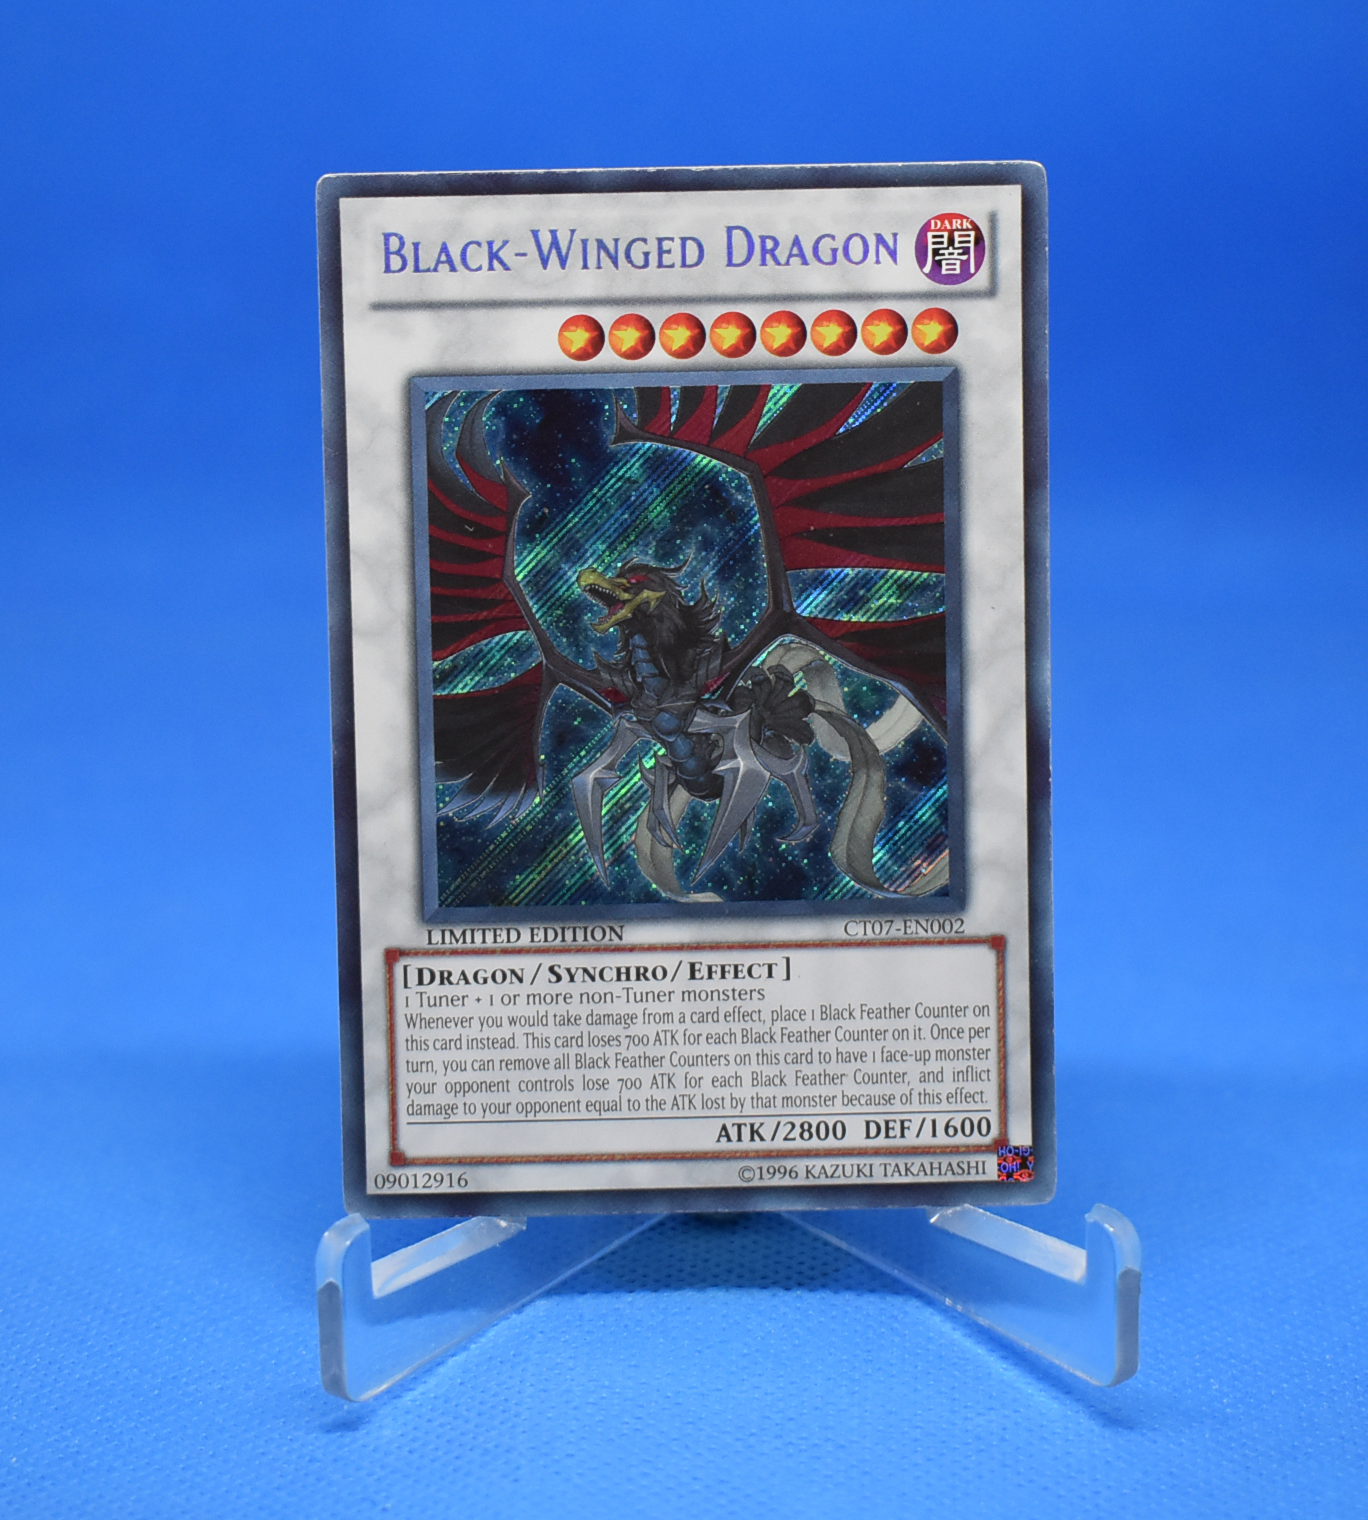 BLACK-WINGED DRAGON
DARK
闇
LIMITED EDITION
CT07-EN002
[DRAGON/SYNCHRO/EFFECT]
1 Tuner + 1 or more non-Tuner monsters
Whenever you would take damage from a card effect, place 1 Black Feather Counter on
this card instead. This card loses 700 ATK for each Black Feather Counter on it. Once per
turn, you can remove all Black Feather Counters on this card to have 1 face-up monster
your opponent controls lose 700 ATK for each Black Feather Counter, and inflict
damage to your opponent equal to the ATK lost by that monster because of this effect.
ATK/2800 DEF/1600
09012916
©1996 KAZUKI TAKAHASHI